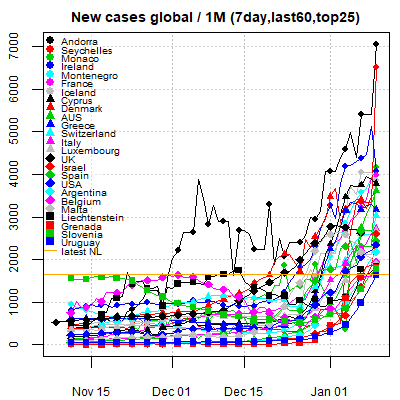 New cases global / 1M (7day,last60,top25)
7000
6000
5000
4000
3000
2000
1000
0
Andorra
Seychelles
Monaco
Ireland
Montenegro
France
Iceland
Cyprus
Denmark
AUS
Greece
Switzerland
Italy
Luxembourg
UK
Israel
Spain
USA
Argentina
Belgium
Malta
Liechtenstein
Grenada
Slovenia
Uruguay
latest NL
Nov 15
Dec 01
Dec 15
Jan 01